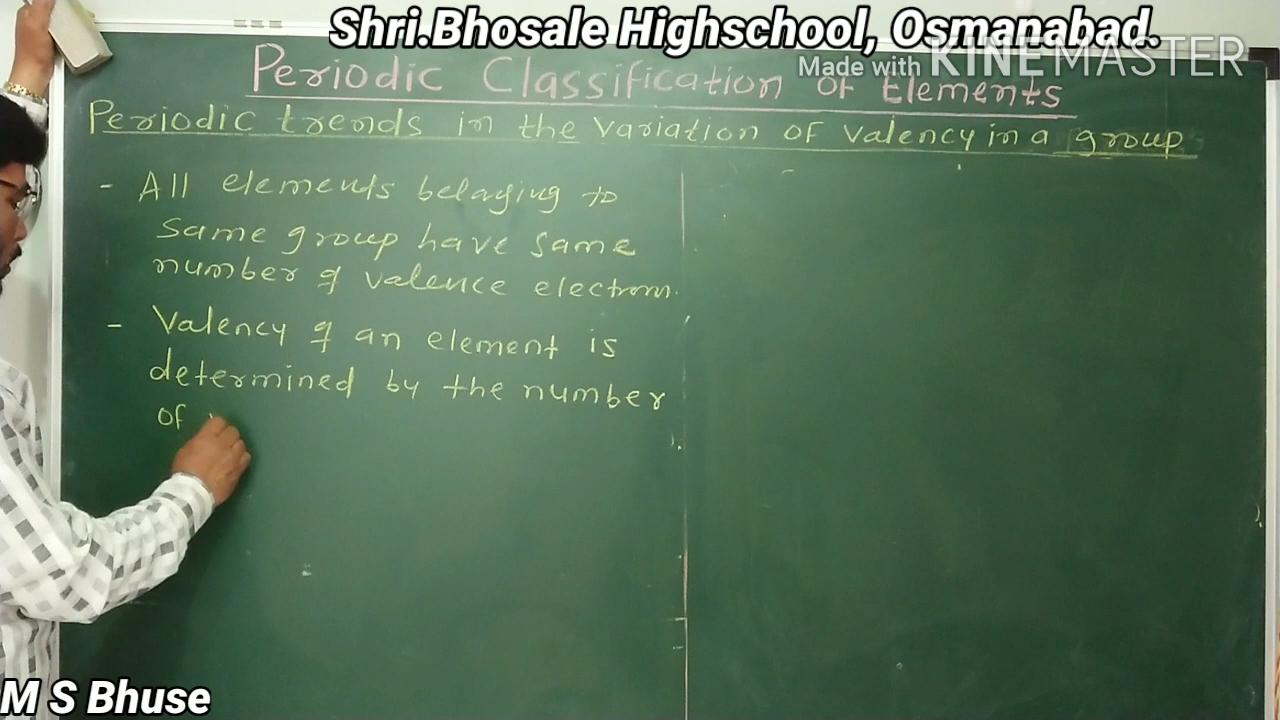 Shri.Bhosale Highschool, Osmanabad.
Made with KINEMASTER
Periodic Classification of Elements
Periodic trends in the variation of valency in a group
- All elements belonging to
same group have same
number of valence electrons.
- Valency of an element is
determined by the number
of
M S Bhuse